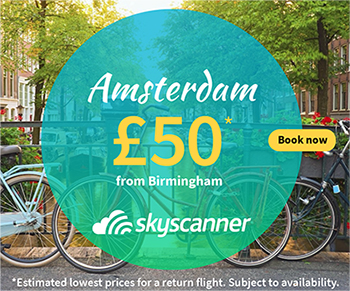 Amsterdam
£50*
Book now
from Birmingham
skyscanner
*Estimated lowest prices for a return flight. Subject to availability.